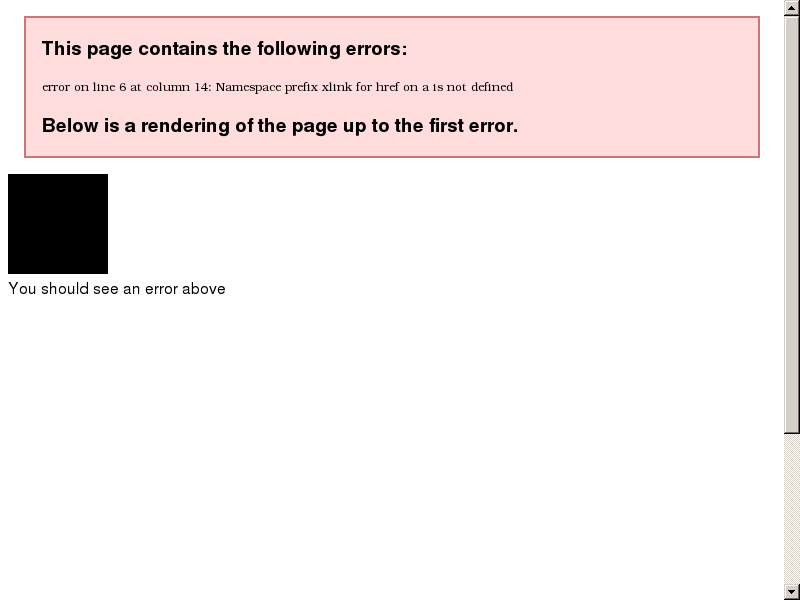 This page contains the following errors:
error on line 6 at column 14: Namespace prefix xlink for href on a is not defined
Below is a rendering of the page up to the first error.
You should see an error above